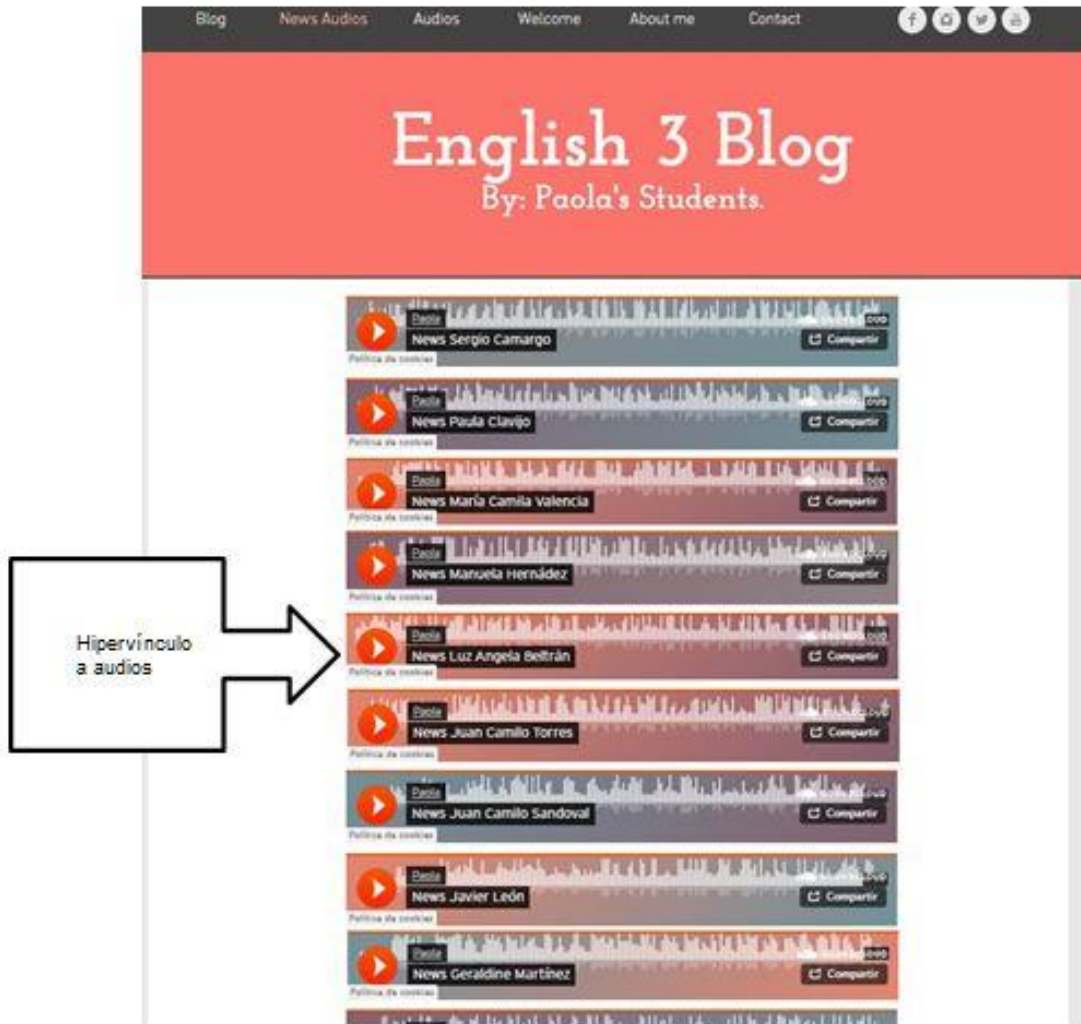 Blog News Audios Audios Welcome About me Contact
English 3 Blog
By: Paola's Students.
Paola
News Sergio Camargo
Compartir
Política de cookies
Paola
News Paula Clavijo
Compartir
Política de cookies
Paola
News María Camila Valencia
Compartir
Política de cookies
Paola
News Manuela Hernádez
Compartir
Política de cookies
Hipervínculo
a audios
Paola
News Luz Angela Beltrán
Compartir
Política de cookies
Paola
News Juan Camilo Torres
Compartir
Política de cookies
Paola
News Juan Camilo Sandoval
Compartir
Política de cookies
Paola
News Javier León
Compartir
Política de cookies
Paola
News Geraldine Martínez
Compartir
Política de cookies